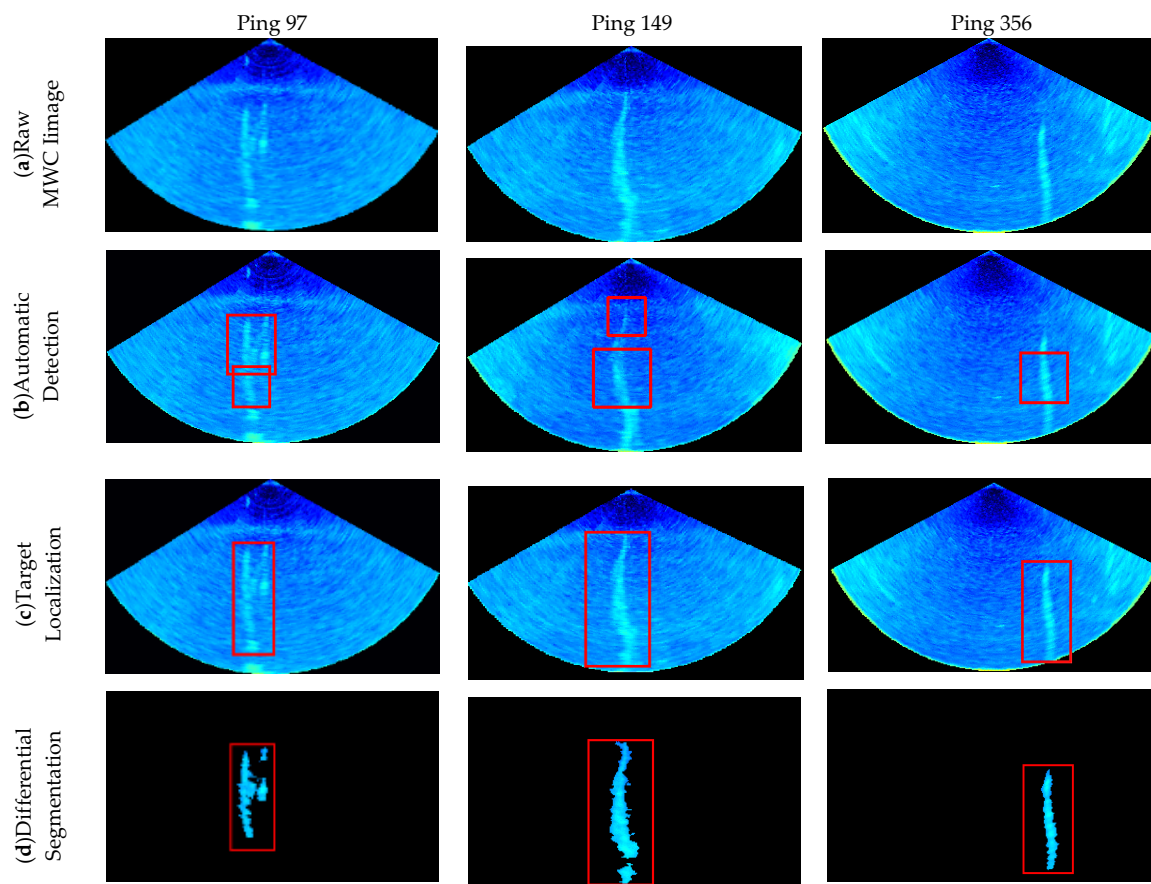 Ping 97
Ping 149
Ping 356
(a)Raw
MWC Iimage
(b)Automatic
Detection
(c)Target
Localization
(d)Differential
Segmentation